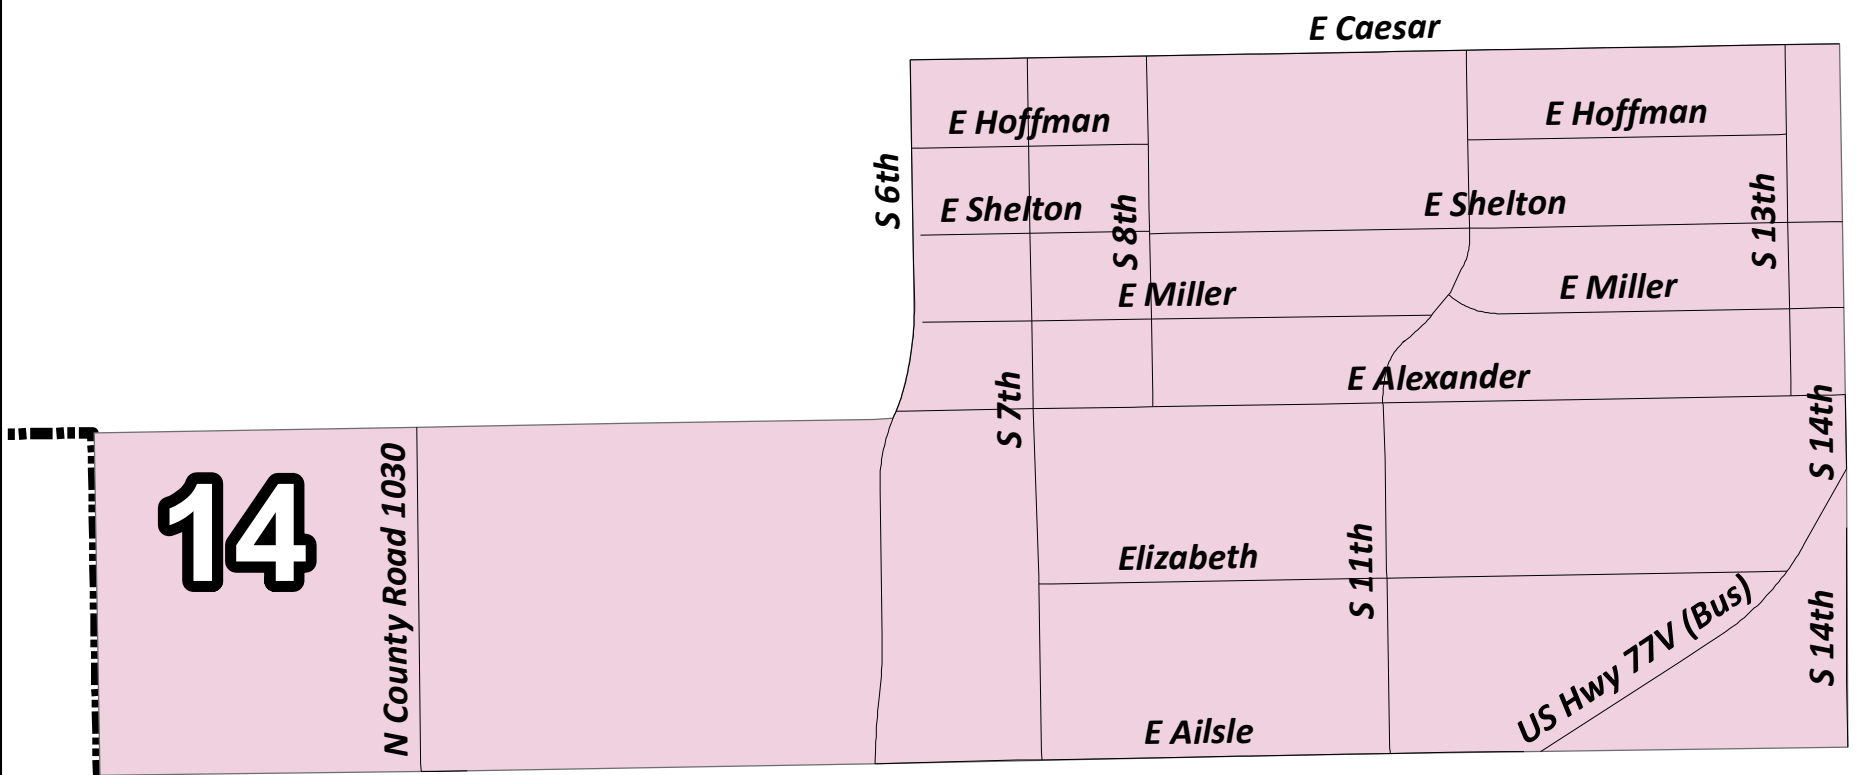 E Caesar
E Hoffman
E Hoffman
S 6th
E Shelton
S 8th
E Shelton
S 13th
E Miller
E Miller
S 7th
E Alexander
S 14th
14
N County Road 1030
Elizabeth
S 11th
US Hwy 77V (Bus)
S 14th
E Ailsle